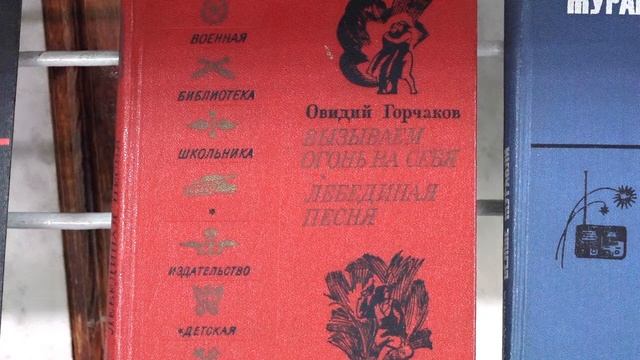 ВОЕННАЯ
БИБЛИОТЕКА
ШКОЛЬНИКА
ИЗДАТЕЛЬСТВО
«ДЕТСКАЯ
Овидий Горчаков
ВЫЗЫВАЕМ
ОГОНЬ НА СЕБЯ
ЛЕБЕДИНАЯ
ПЕСНЯ